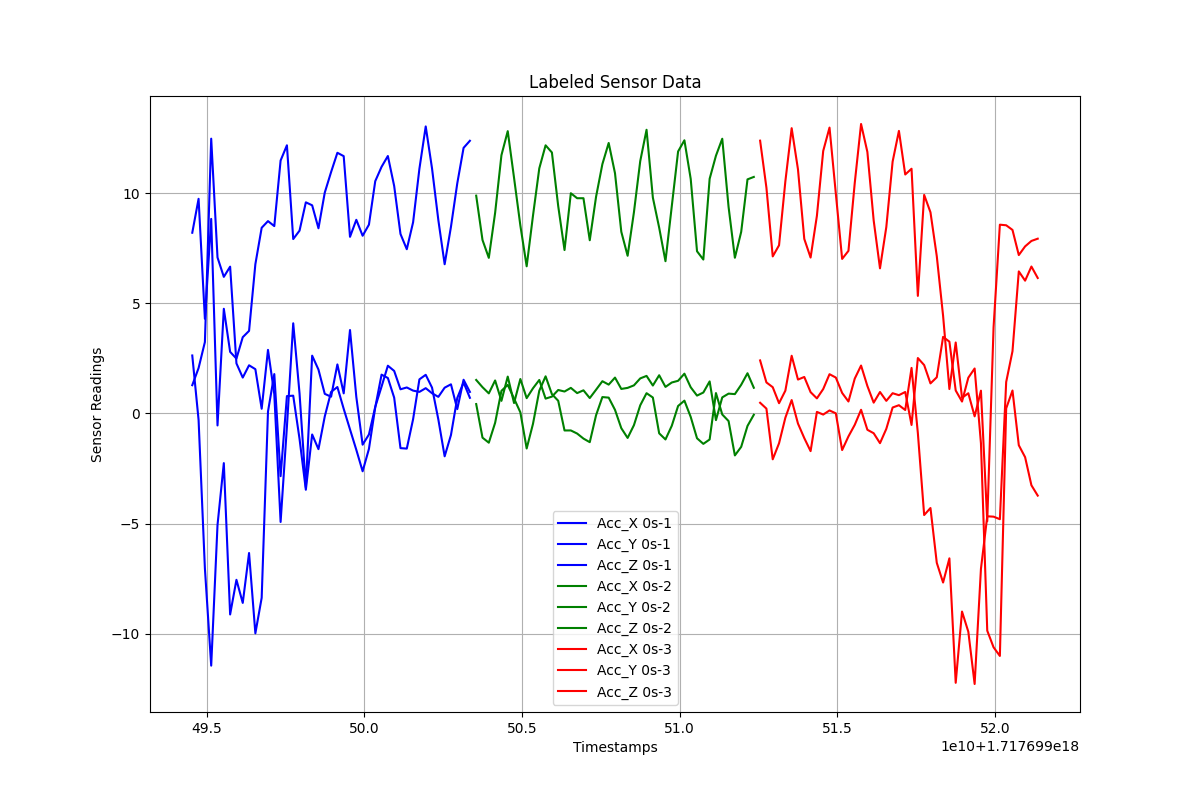 Labeled Sensor Data
Sensor Readings
10
5
0
−5
−10
Acc_X 0s-1
Acc_Y 0s-1
Acc_Z 0s-1
Acc_X 0s-2
Acc_Y 0s-2
Acc_Z 0s-2
Acc_X 0s-3
Acc_Y 0s-3
Acc_Z 0s-3
49.5 50.0 50.5 51.0 51.5 52.0
Timestamps
1e10+1.717699e18